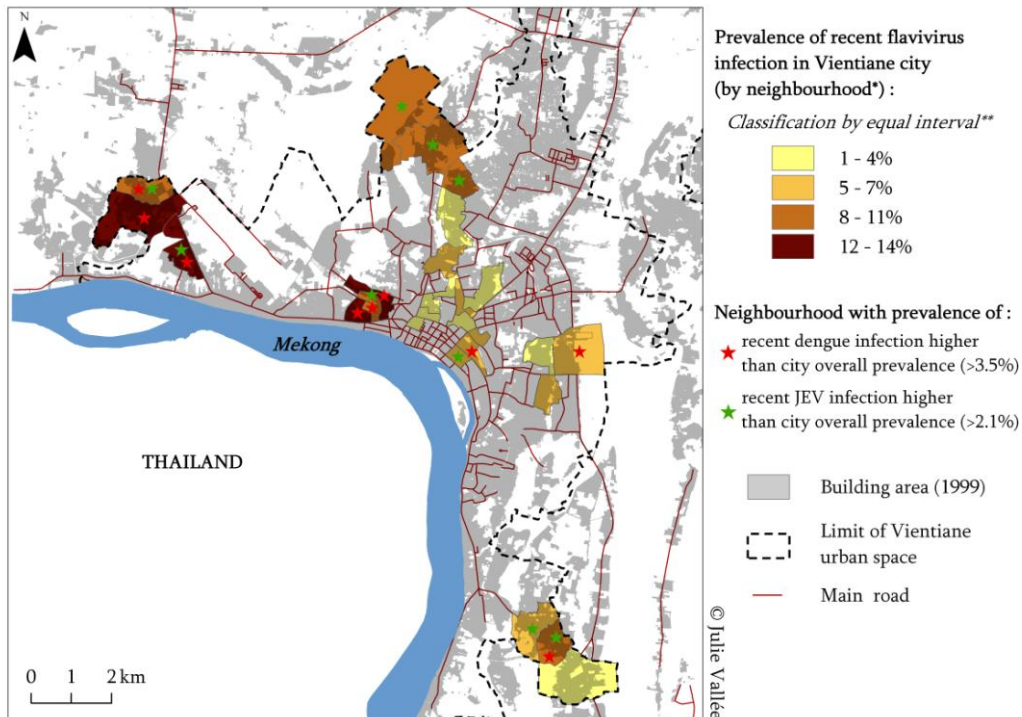 N
Mekong
THAILAND
0 1 2 km
© Julie Vallée
Prevalence of recent flavivirus
infection in Vientiane city
(by neighbourhood*) :
Classification by equal interval**
1 - 4%
5 - 7%
8 - 11%
12 - 14%
Neighbourhood with prevalence of :
recent dengue infection higher
than city overall prevalence (>3.5%)
recent JEV infection higher
than city overall prevalence (>2.1%)
Building area (1999)
Limit of Vientiane
urban space
Main road